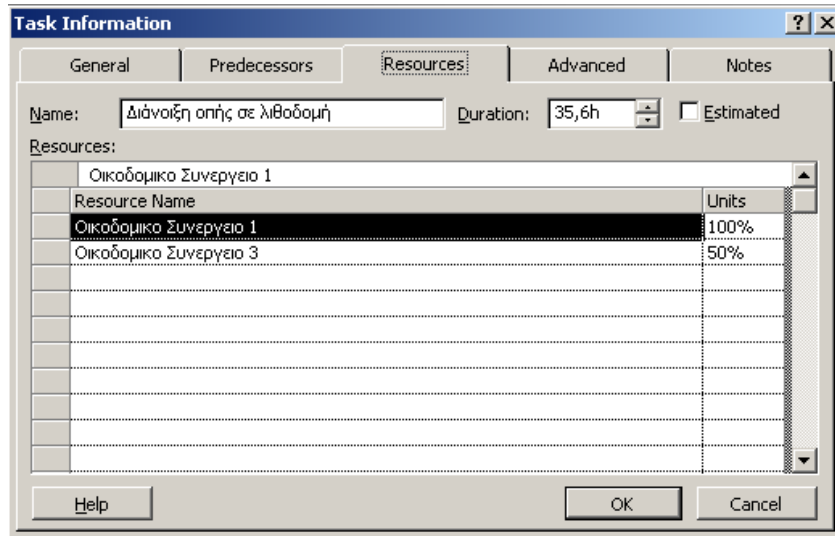 Task Information
General Predecessors Resources Advanced Notes
Name: Διάνοιξη οπής σε λιθοδομή Duration: 35,6h Estimated
Resources:
Οικοδομικο Συνεργειο 1
Resource Name Units
Οικοδομικο Συνεργειο 1 100%
Οικοδομικο Συνεργειο 3 50%
Help OK Cancel